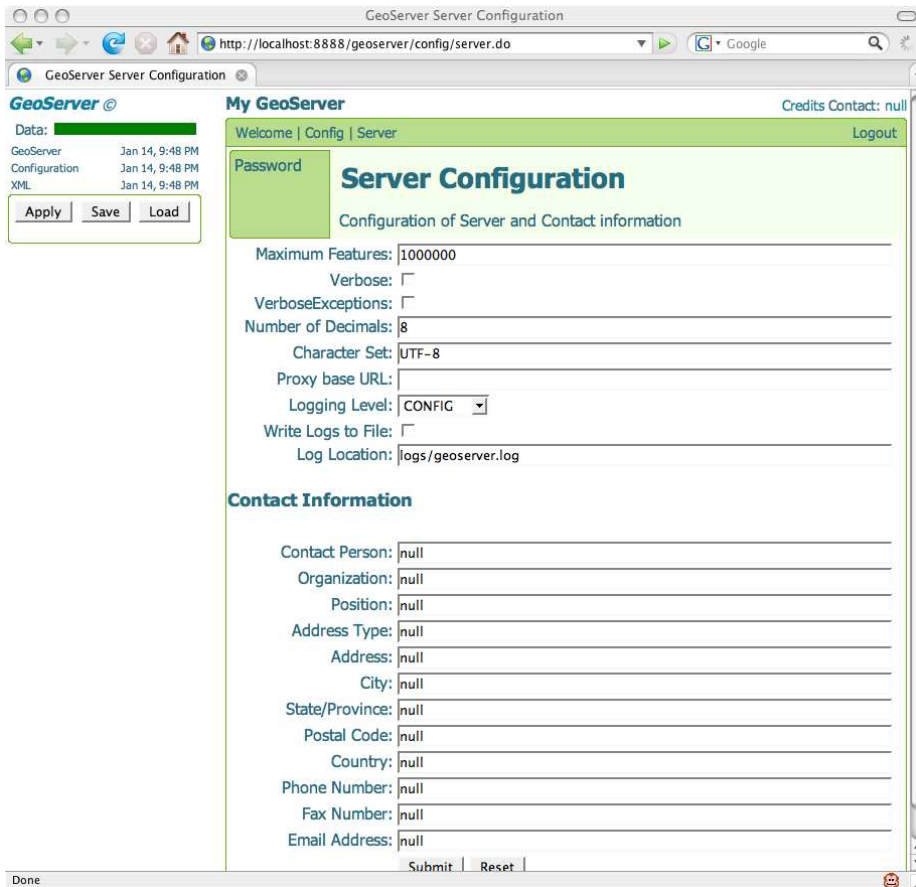 GeoServer Server Configuration
http://localhost:8888/geoserver/config/server.do
G Google
GeoServer Server Configuration
GeoServer ©
Data:
GeoServer Jan 14, 9:48 PM
Configuration Jan 14, 9:48 PM
XML Jan 14, 9:48 PM
Apply Save Load
My GeoServer
Credits Contact: null
Welcome | Config | Server Logout
Password
Server Configuration
Configuration of Server and Contact information
Maximum Features: 1000000
Verbose:
VerboseExceptions:
Number of Decimals: 8
Character Set: UTF-8
Proxy base URL:
Logging Level: CONFIG
Write Logs to File:
Log Location: logs/geoserver.log
Contact Information
Contact Person: null
Organization: null
Position: null
Address Type: null
Address: null
City: null
State/Province: null
Postal Code: null
Country: null
Phone Number: null
Fax Number: null
Email Address: null
Submit Reset
Done